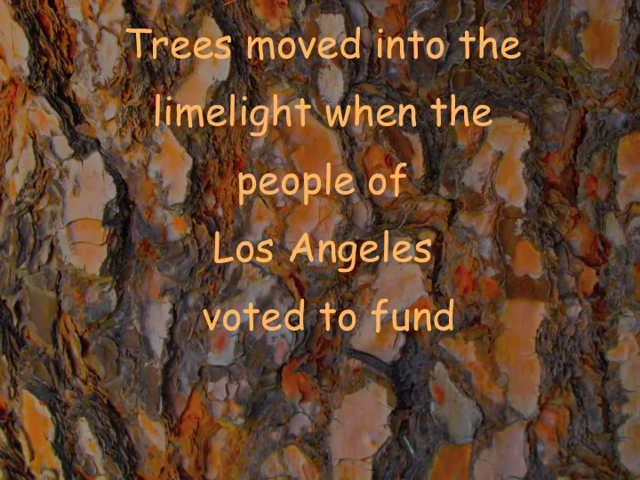 Trees moved into the
limelight when the
people of
Los Angeles
voted to fund